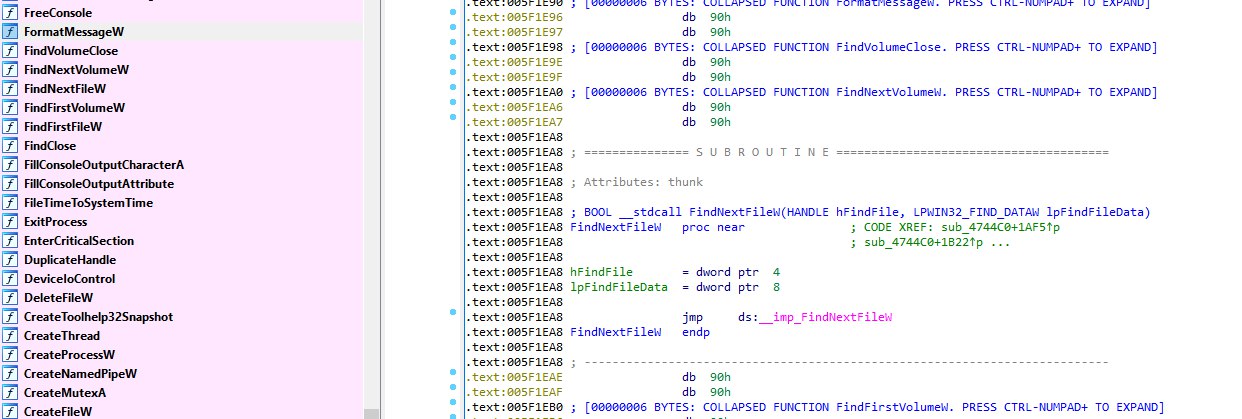 FreeConsole
FormatMessageW
FindVolumeClose
FindNextVolumeW
FindNextFileW
FindFirstVolumeW
FindFirstFileW
FindClose
FillConsoleOutputCharacterA
FillConsoleOutputAttribute
FileTimeToSystemTime
ExitProcess
EnterCriticalSection
DuplicateHandle
DeviceIoControl
DeleteFileW
CreateToolhelp32Snapshot
CreateThread
CreateProcessW
CreateNamedPipeW
CreateMutexA
CreateFileW
.text:005F1E90 ; [00000006 BYTES: COLLAPSED FUNCTION FormatMessageW. PRESS CTRL-NUMPAD+ TO EXPAND]
.text:005F1E96 db 90h
.text:005F1E97 db 90h
.text:005F1E98 ; [00000006 BYTES: COLLAPSED FUNCTION FindVolumeClose. PRESS CTRL-NUMPAD+ TO EXPAND]
.text:005F1E9E db 90h
.text:005F1E9F db 90h
.text:005F1EA0 ; [00000006 BYTES: COLLAPSED FUNCTION FindNextVolumeW. PRESS CTRL-NUMPAD+ TO EXPAND]
.text:005F1EA6 db 90h
.text:005F1EA7 db 90h
.text:005F1EA8
.text:005F1EA8 ; =============== S U B R O U T I N E =======================================
.text:005F1EA8
.text:005F1EA8 ; Attributes: thunk
.text:005F1EA8
.text:005F1EA8 ; BOOL __stdcall FindNextFileW(HANDLE hFindFile, LPWIN32_FIND_DATAW lpFindFileData)
.text:005F1EA8 FindNextFileW proc near ; CODE XREF: sub_4744C0+1AF5↑p
.text:005F1EA8 ; sub_4744C0+1B22↑p ...
.text:005F1EA8
.text:005F1EA8 hFindFile = dword ptr 4
.text:005F1EA8 lpFindFileData = dword ptr 8
.text:005F1EA8
.text:005F1EA8 jmp ds:__imp_FindNextFileW
.text:005F1EA8 FindNextFileW endp
.text:005F1EA8
.text:005F1EA8 ; ---------------------------------------------------------------------------
.text:005F1EAE db 90h
.text:005F1EAF db 90h
.text:005F1EB0 ; [00000006 BYTES: COLLAPSED FUNCTION FindFirstVolumeW. PRESS CTRL-NUMPAD+ TO EXPAND]